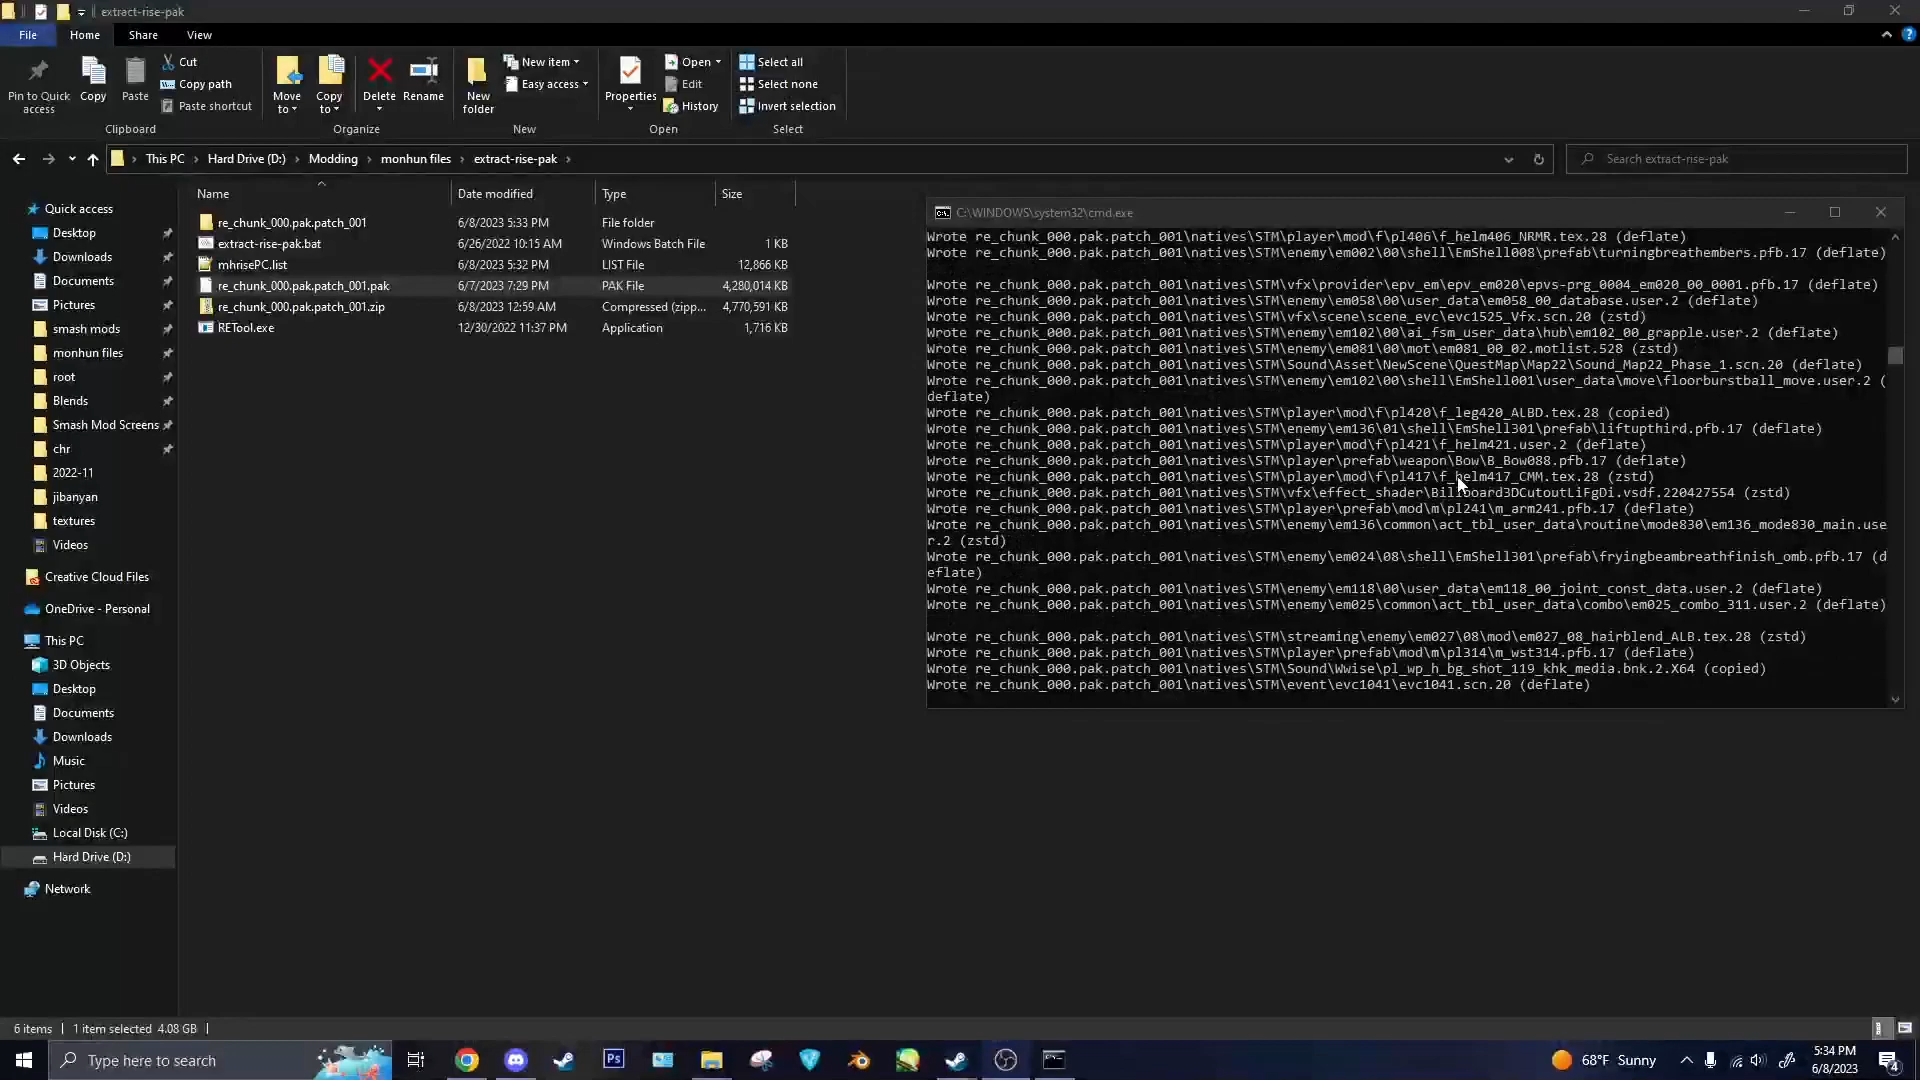 extract-rise-pak
File
Home
Share
View
Pin to Quick access
Copy
Paste
Cut
Copy path
Paste shortcut
Move to
Copy to
Delete
Rename
New folder
New item
Easy access
Properties
Open
Edit
History
Select all
Select none
Invert selection
Clipboard
Organize
New
Open
Select
This PC
Hard Drive (D:)
Modding
monhun files
extract-rise-pak
Search extract-rise-pak
Name
Date modified
Type
Size
re_chunk_000.pak.patch_001 6/8/2023 5:33 PM File folder
extract-rise-pak.bat 6/26/2022 10:15 AM Windows Batch File 1 KB
mhrisePC.list 6/8/2023 5:32 PM LIST File 12,866 KB
re_chunk_000.pak.patch_001.pak 6/7/2023 7:29 PM PAK File 4,280,014 KB
re_chunk_000.pak.patch_001.zip 6/8/2023 12:59 AM Compressed (zipp... 4,770,591 KB
RETool.exe 12/30/2022 11:37 PM Application 1,716 KB
Quick access
Desktop
Downloads
Documents
Pictures
smash mods
monhun files
root
Blends
Smash Mod Screens
chr
2022-11
jibanyan
textures
Videos
Creative Cloud Files
OneDrive - Personal
This PC
3D Objects
Desktop
Documents
Downloads
Music
Pictures
Videos
Local Disk (C:)
Hard Drive (D:)
Network
C:\WINDOWS\system32\cmd.exe
Wrote re_chunk_000.pak.patch_001\natives\STM\player\mod\f\pl406\f_helm406_NRMR.tex.28 (deflate)
Wrote re_chunk_000.pak.patch_001\natives\STM\enemy\em002\00\shell\EmShell008\prefab\turningbreathembers.pfb.17 (deflate)
Wrote re_chunk_000.pak.patch_001\natives\STM\vfx\provider\epv_em\epv_em020\epvs-prg_0004_em020_00_0001.pfb.17 (deflate)
Wrote re_chunk_000.pak.patch_001\natives\STM\enemy\em058\00\user_data\em058_00_database.user.2 (deflate)
Wrote re_chunk_000.pak.patch_001\natives\STM\vfx\scene\scene_evc\evc1525_Vfx.scn.20 (zstd)
Wrote re_chunk_000.pak.patch_001\natives\STM\enemy\em102\00\ai_fsm_user_data\hub\em102_00_grapple.user.2 (deflate)
Wrote re_chunk_000.pak.patch_001\natives\STM\enemy\em081\00\mot\em081_00_02.motlist.528 (zstd)
Wrote re_chunk_000.pak.patch_001\natives\STM\Sound\Asset\NewScene\QuestMap\Map22\Sound_Map22_Phase_1.scn.20 (deflate)
Wrote re_chunk_000.pak.patch_001\natives\STM\enemy\em102\00\shell\EmShell001\user_data\move\floorburstball_move.user.2 (
deflate)
Wrote re_chunk_000.pak.patch_001\natives\STM\player\mod\f\pl420\f_leg420_ALBD.tex.28 (copied)
Wrote re_chunk_000.pak.patch_001\natives\STM\enemy\em136\01\shell\EmShell301\prefab\liftupthird.pfb.17 (deflate)
Wrote re_chunk_000.pak.patch_001\natives\STM\player\mod\f\pl421\f_helm421.user.2 (deflate)
Wrote re_chunk_000.pak.patch_001\natives\STM\player\prefab\weapon\Bow\B_Bow088.pfb.17 (deflate)
Wrote re_chunk_000.pak.patch_001\natives\STM\player\mod\f\pl417\f_helm417_CMM.tex.28 (zstd)
Wrote re_chunk_000.pak.patch_001\natives\STM\vfx\effect_shader\Billboard3DCutoutLiFgDi.vsdf.220427554 (zstd)
Wrote re_chunk_000.pak.patch_001\natives\STM\player\prefab\mod\m\pl241\m_arm241.pfb.17 (deflate)
Wrote re_chunk_000.pak.patch_001\natives\STM\enemy\em136\common\act_tbl_user_data\routine\mode830\em136_mode830_main.use
r.2 (zstd)
Wrote re_chunk_000.pak.patch_001\natives\STM\enemy\em024\08\shell\EmShell301\prefab\fryingbeambreathfinish_omb.pfb.17 (d
eflate)
Wrote re_chunk_000.pak.patch_001\natives\STM\enemy\em118\00\user_data\em118_00_joint_const_data.user.2 (deflate)
Wrote re_chunk_000.pak.patch_001\natives\STM\enemy\em025\common\act_tbl_user_data\combo\em025_combo_311.user.2 (deflate)
Wrote re_chunk_000.pak.patch_001\natives\STM\streaming\enemy\em027\08\mod\em027_08_hairblend_ALB.tex.28 (zstd)
Wrote re_chunk_000.pak.patch_001\natives\STM\player\prefab\mod\m\pl314\m_wst314.pfb.17 (deflate)
Wrote re_chunk_000.pak.patch_001\natives\STM\Sound\Wwise\pl_wp_h_bg_shot_119_khk_media.bnk.2.X64 (copied)
Wrote re_chunk_000.pak.patch_001\natives\STM\event\evc1041\evc1041.scn.20 (deflate)
6 items
1 item selected 4.08 GB
Type here to search
Ps
68°F Sunny
5:34 PM
6/8/2023
4